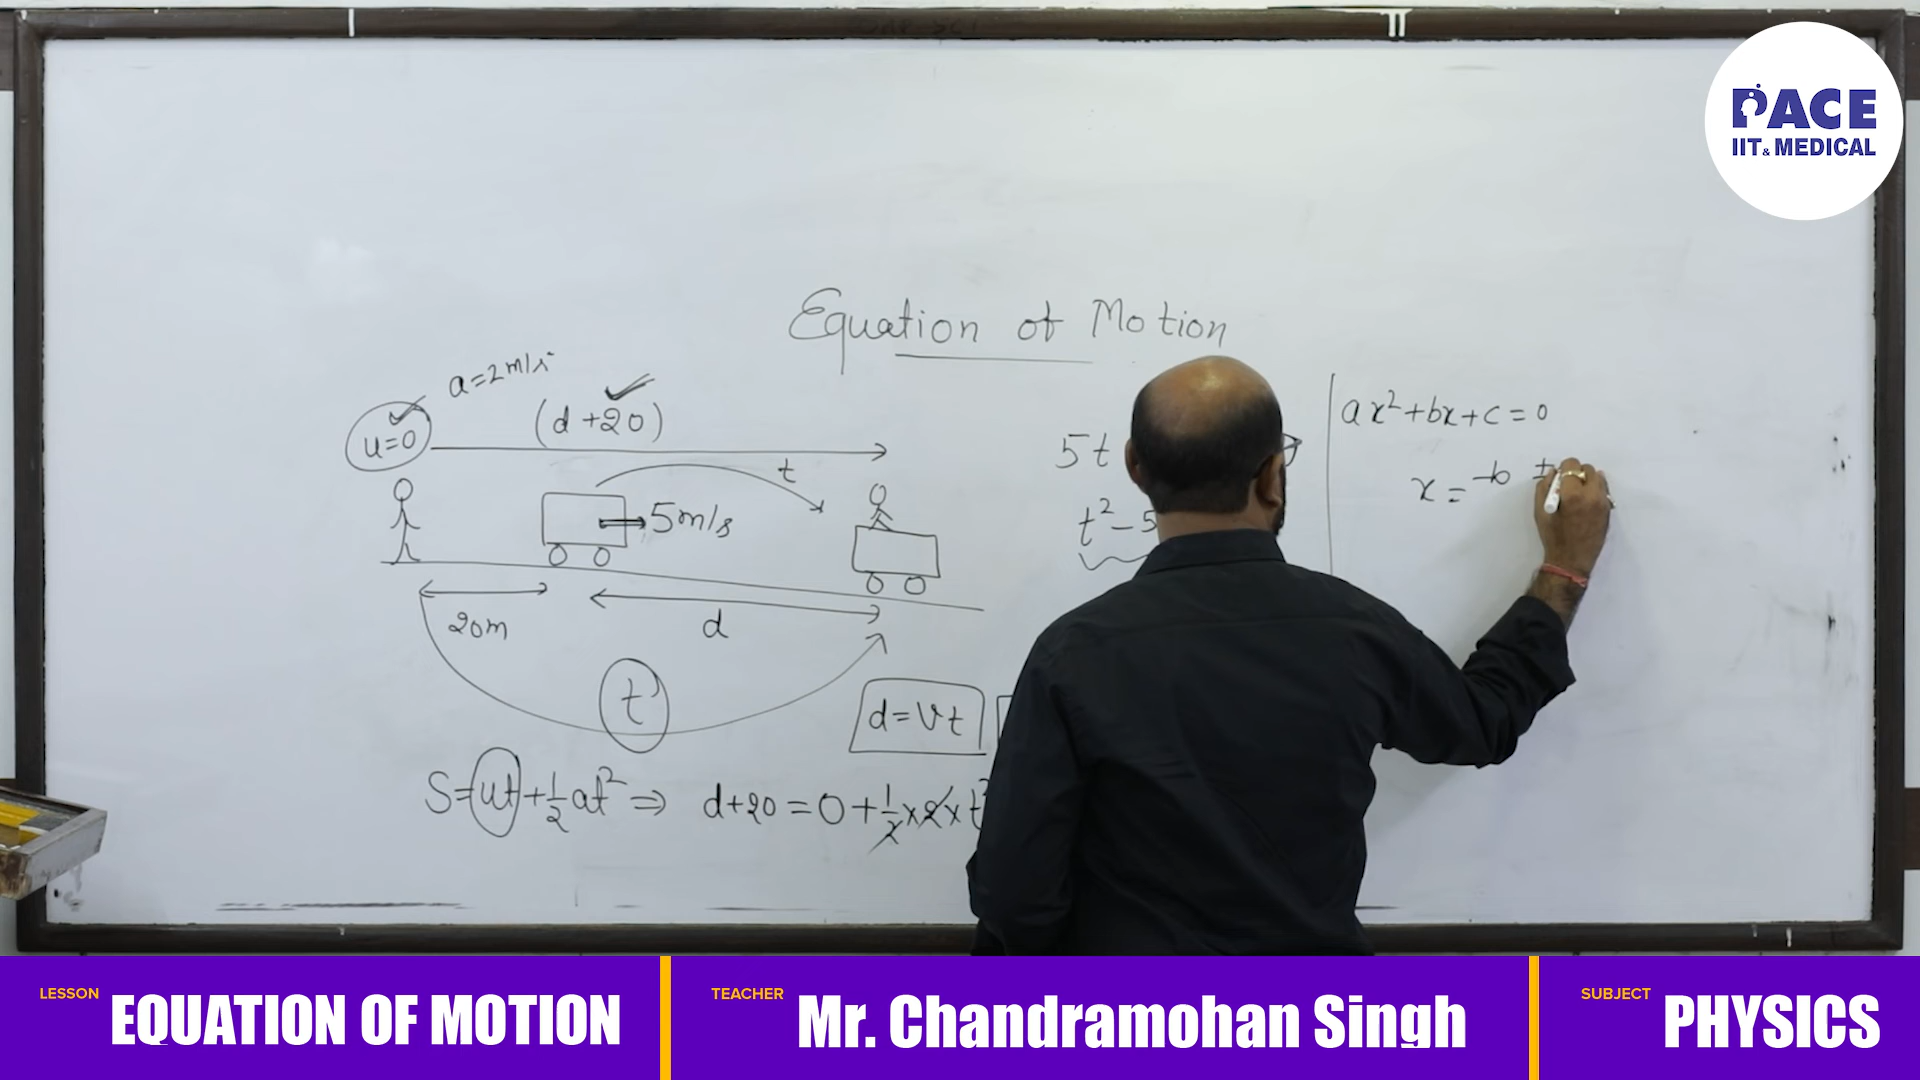 PACE
IIT & MEDICAL
Equation of Motion
a=2m/s²
u=0
(d+20)
t
5m/s
20m
d
t
d=vt
S=ut+½at² ⇒ d+20=0+½×2×t²
5t
t²-5
ax²+bx+c=0
x=-b±
LESSON EQUATION OF MOTION
TEACHER Mr. Chandramohan Singh
SUBJECT PHYSICS